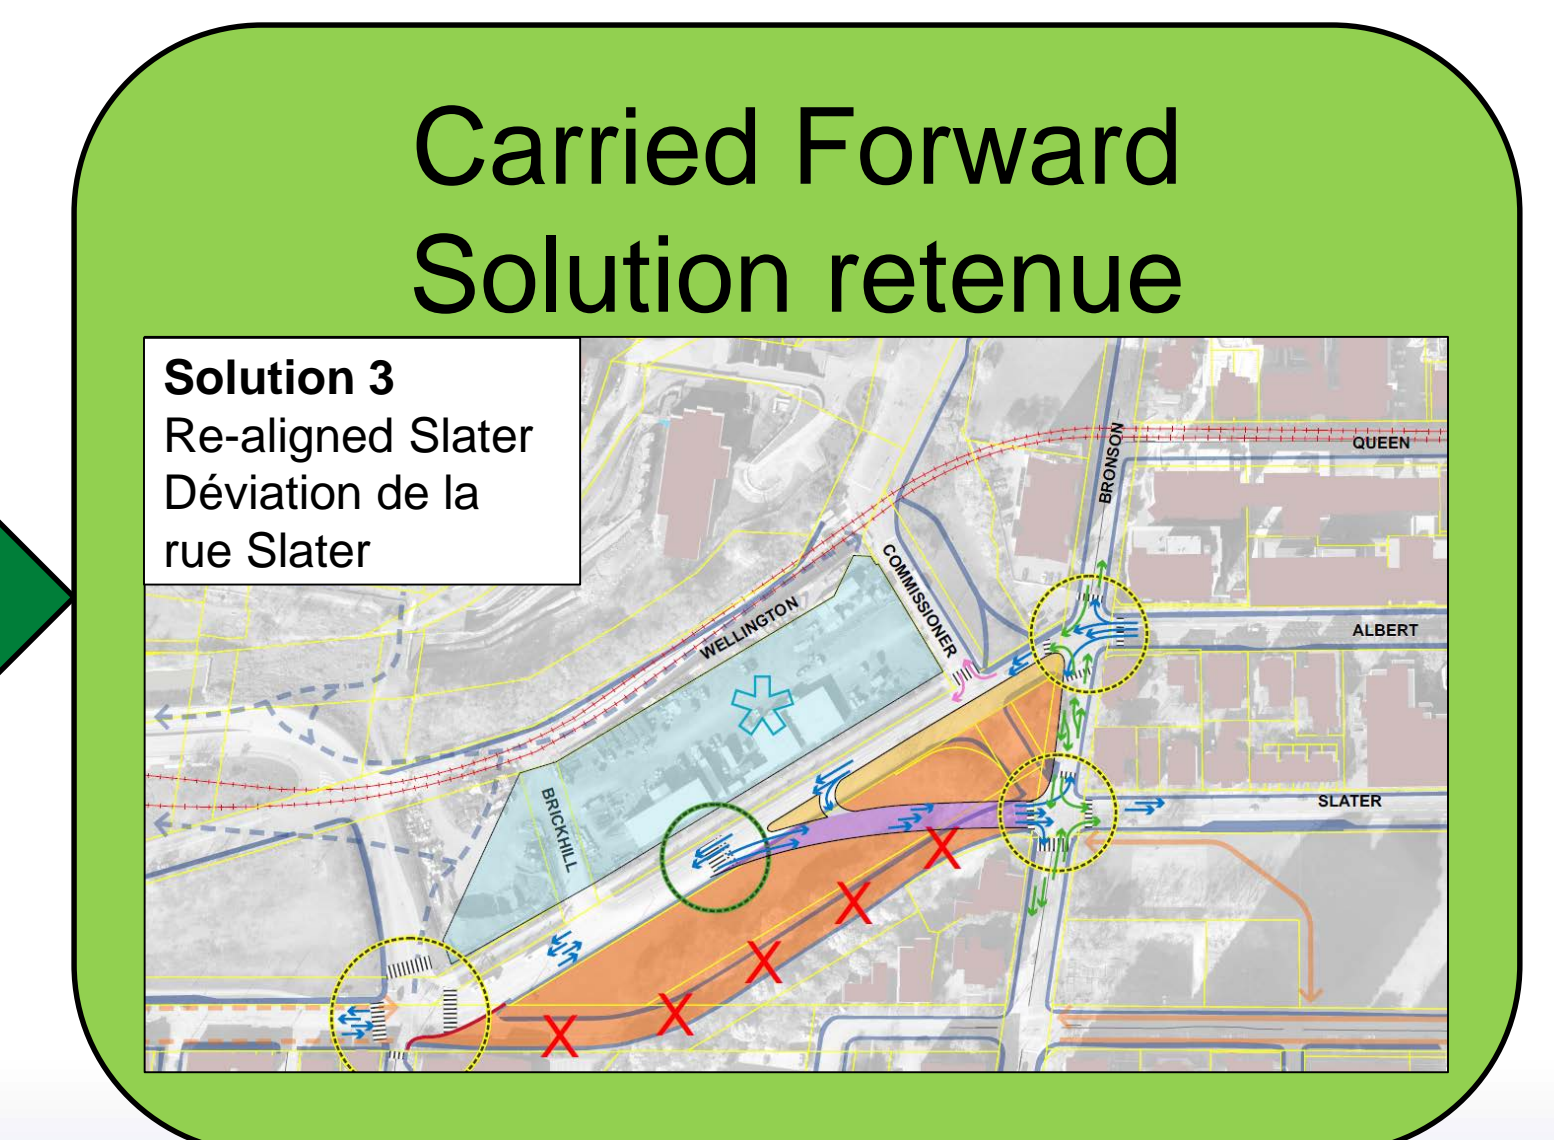 Carried Forward
Solution retenue
Solution 3
Re-aligned Slater
Déviation de la
rue Slater
QUEEN
BRONSON
COMMISSIONER
WELLINGTON
ALBERT
BRICKHILL
SLATER
X
X
X
X
X